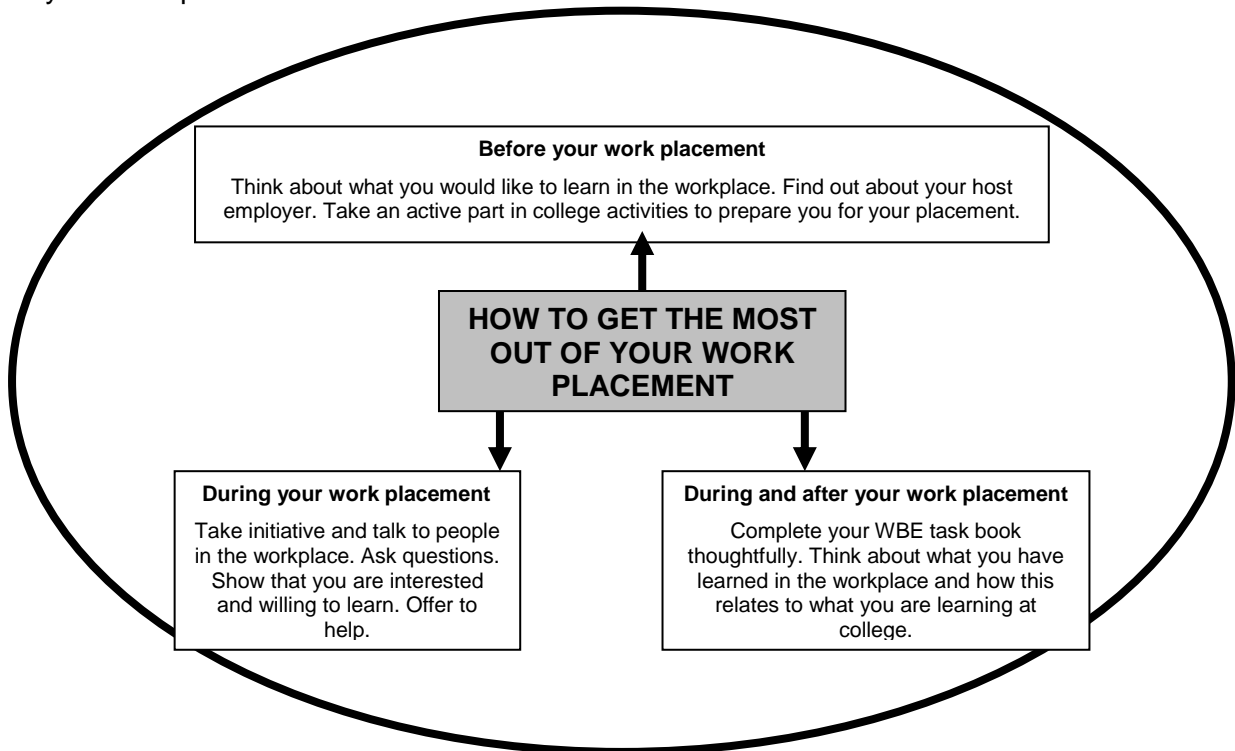 Before your work placement
Think about what you would like to learn in the workplace. Find out about your host
employer. Take an active part in college activities to prepare you for your placement.
HOW TO GET THE MOST
OUT OF YOUR WORK
PLACEMENT
During your work placement
Take initiative and talk to people
in the workplace. Ask questions.
Show that you are interested
and willing to learn. Offer to
help.
During and after your work placement
Complete your WBE task book
thoughtfully. Think about what you have
learned in the workplace and how this
relates to what you are learning at
college.